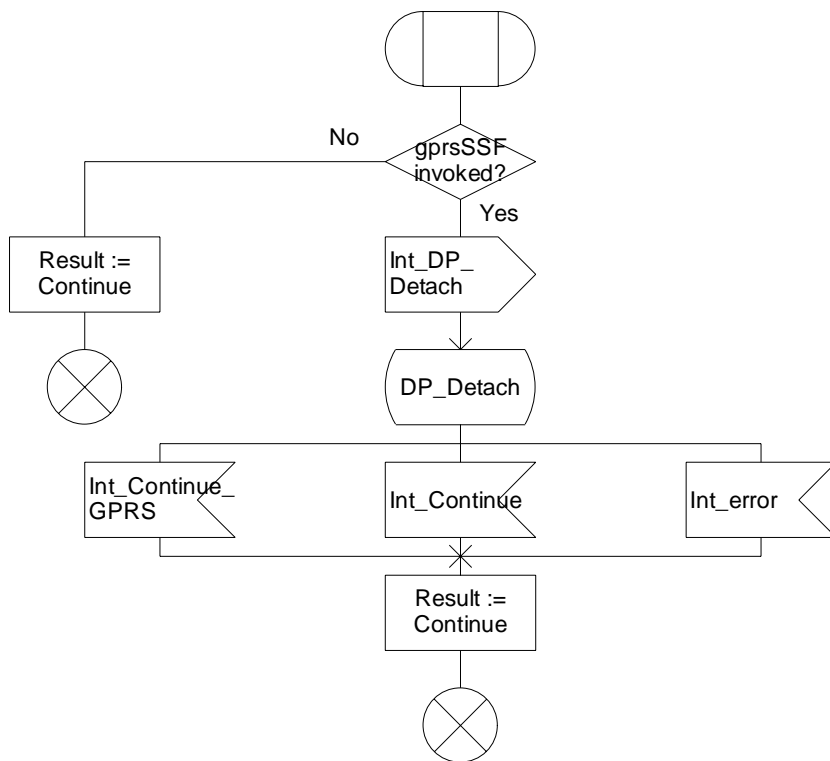 gprsSSF
invoked?
No
Yes
Result :=
Continue
Int_DP_
Detach
DP_Detach
Int_Continue_
GPRS
Int_Continue
Int_error
Result :=
Continue